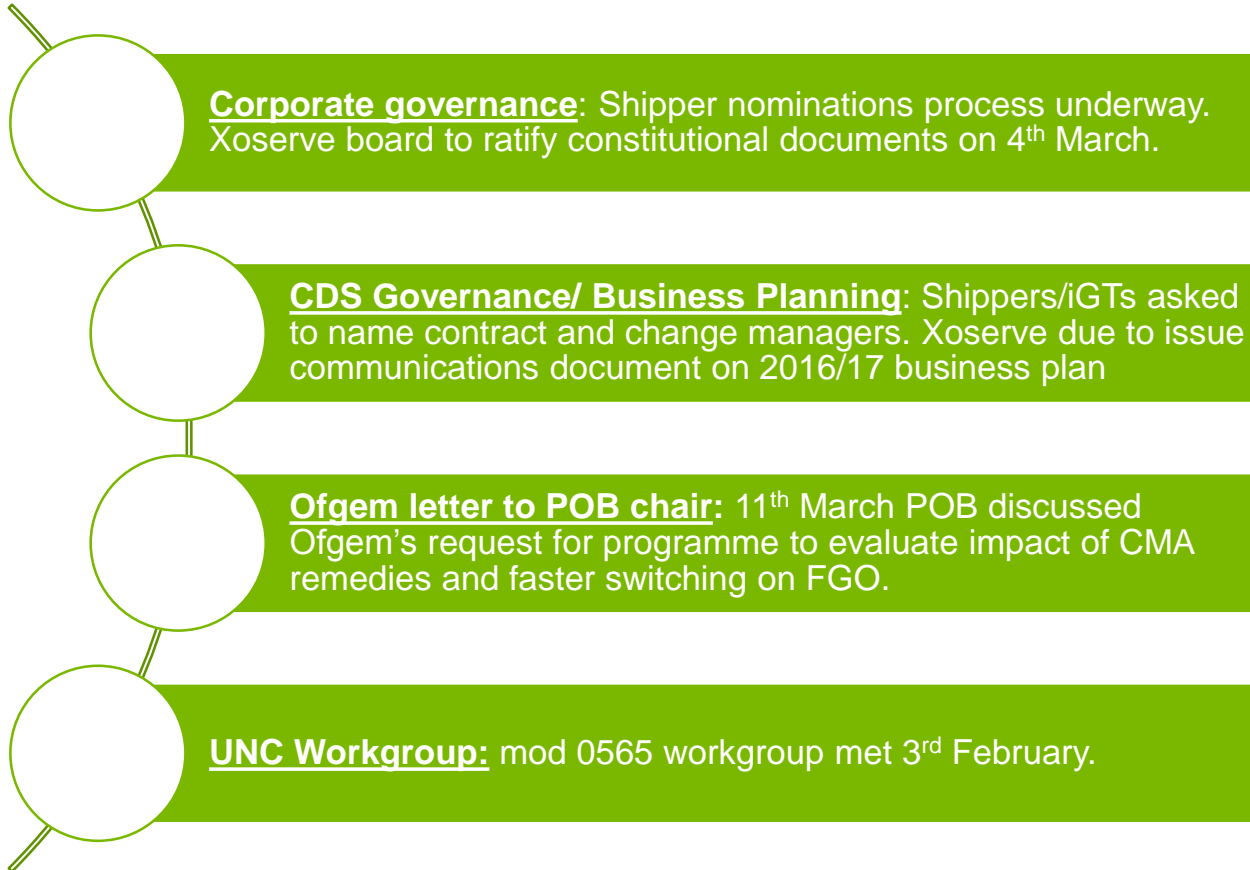 Corporate governance: Shipper nominations process underway.
Xoserve board to ratify constitutional documents on 4th March.
CDS Governance/ Business Planning: Shippers/iGTs asked
to name contract and change managers. Xoserve due to issue
communications document on 2016/17 business plan
Ofgem letter to POB chair: 11th March POB discussed
Ofgem’s request for programme to evaluate impact of CMA
remedies and faster switching on FGO.
UNC Workgroup: mod 0565 workgroup met 3rd February.